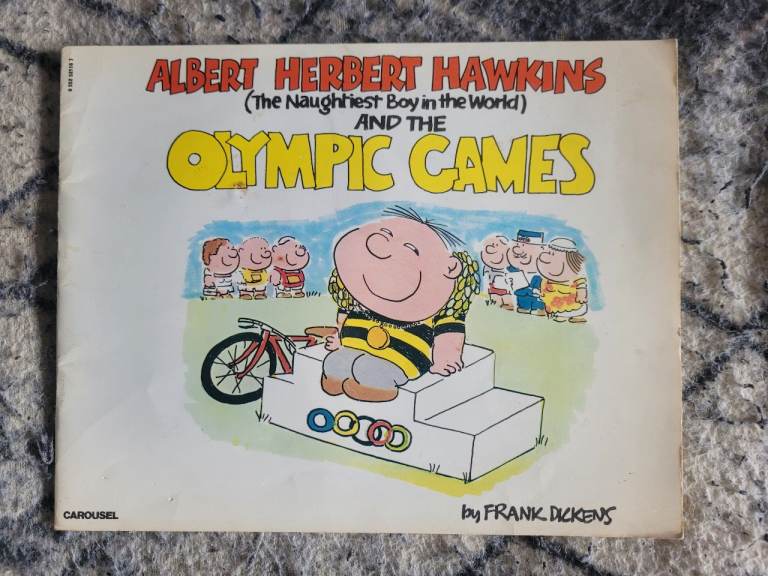 ALBERT HERBERT HAWKINS
(The Naughtiest Boy in the World)
AND THE
OLYMPIC GAMES
CAROUSEL
by FRANK DICKENS